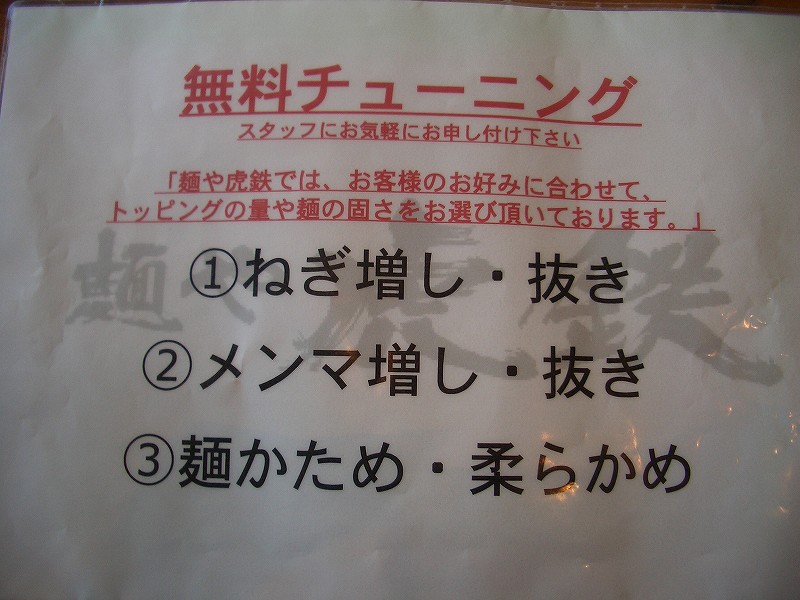 無料チューニング
スタッフにお気軽にお申し付け下さい
「麺や虎鉄では、お客様のお好みに合わせて、
トッピングの量や麺の固さをお選び頂いております。」
麺や虎鉄
①ねぎ増し・抜き
②メンマ増し・抜き
③麺かため・柔らかめ